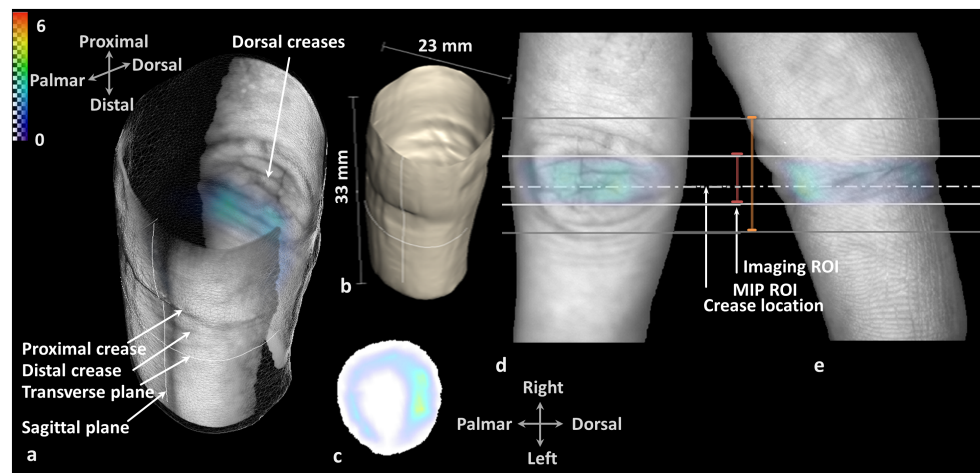 6
0
Proximal
Palmar
Dorsal
Distal
Dorsal creases
Proximal crease
Distal crease
Transverse plane
Sagittal plane
a
23 mm
33 mm
b
c
Imaging ROI
MIP ROI
Crease location
d
e
Right
Palmar
Dorsal
Left